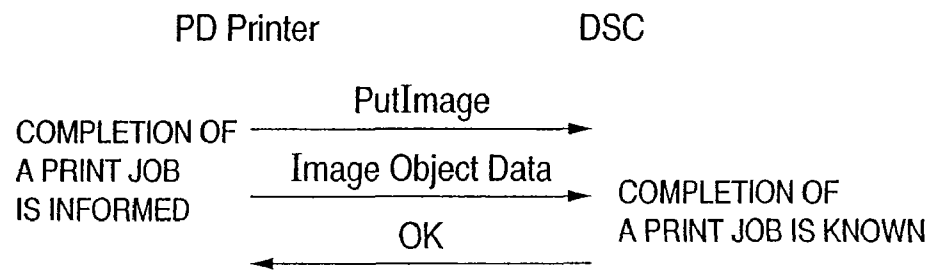 PD Printer
DSC
PutImage
COMPLETION OF
A PRINT JOB
IS INFORMED
Image Object Data
COMPLETION OF
A PRINT JOB IS KNOWN
OK